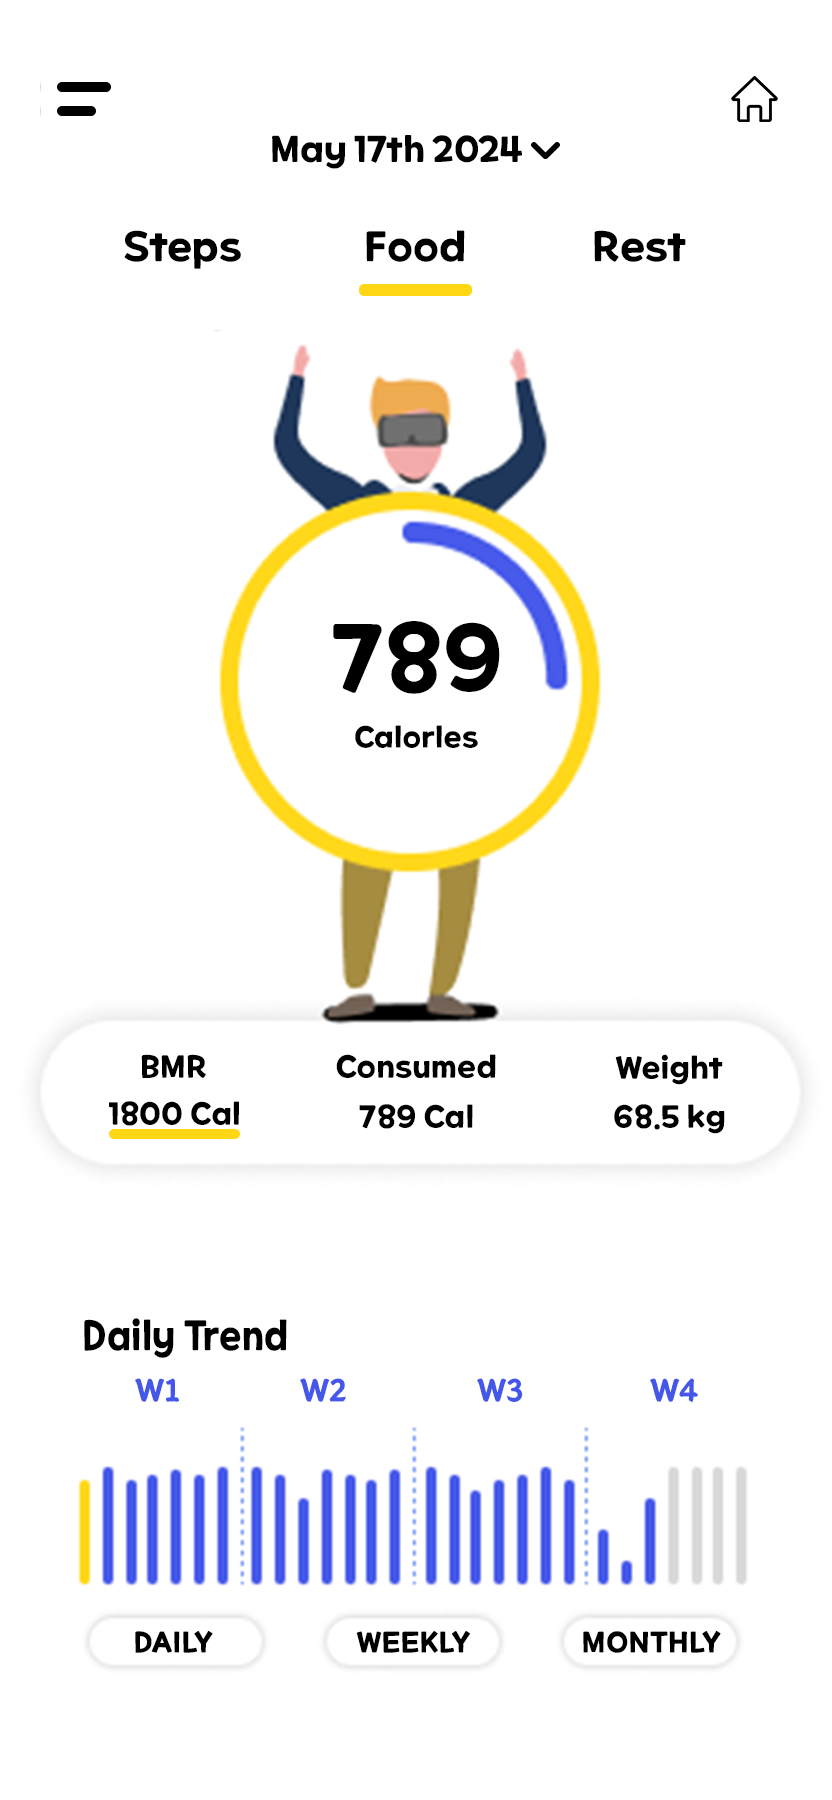 May 17th 2024
Steps Food Rest
789
Calorles
BMR Consumed Weight
1800 Cal 789 Cal 68.5 kg
Daily Trend
W1 W2 W3 W4
DAILY WEEKLY MONTHLY